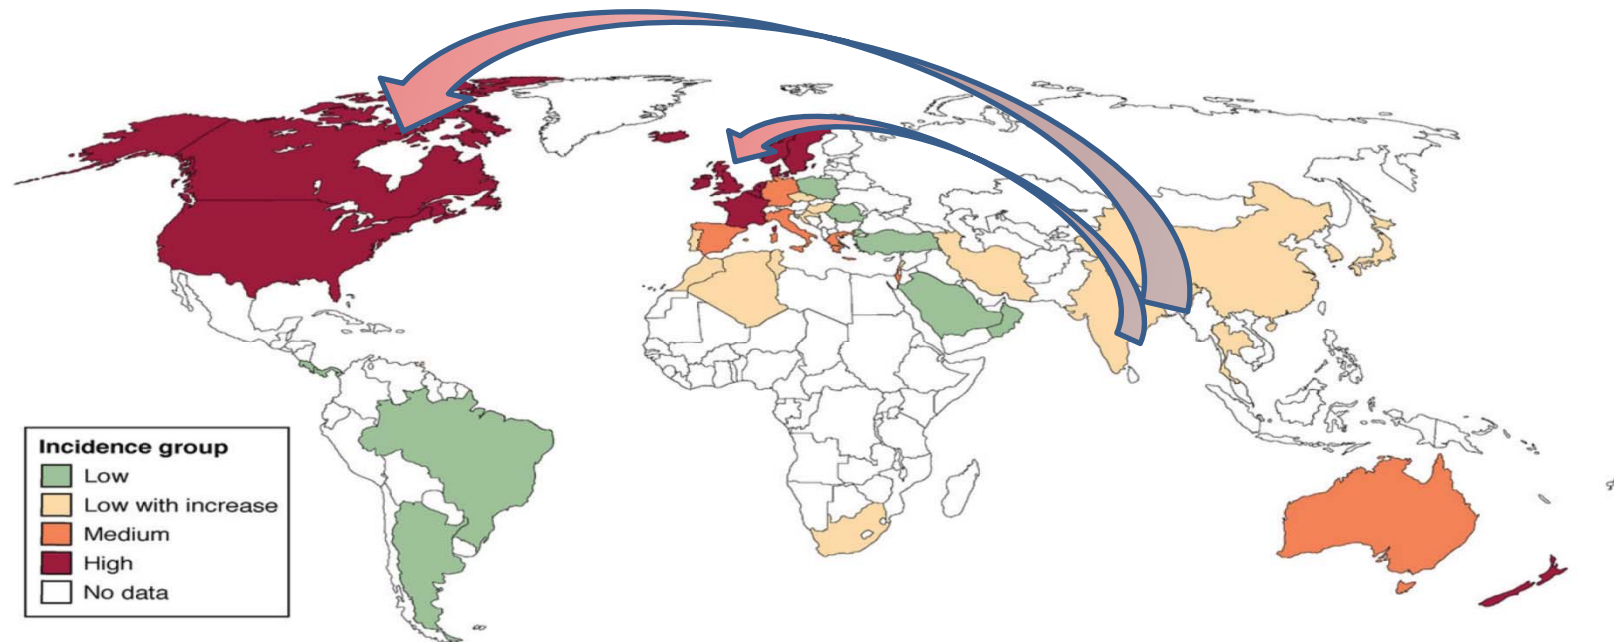 Incidence group
Low
Low with increase
Medium
High
No data